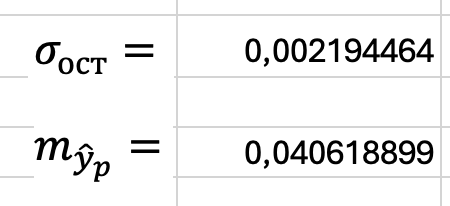 σост = 0,002194464
mŷp = 0,040618899